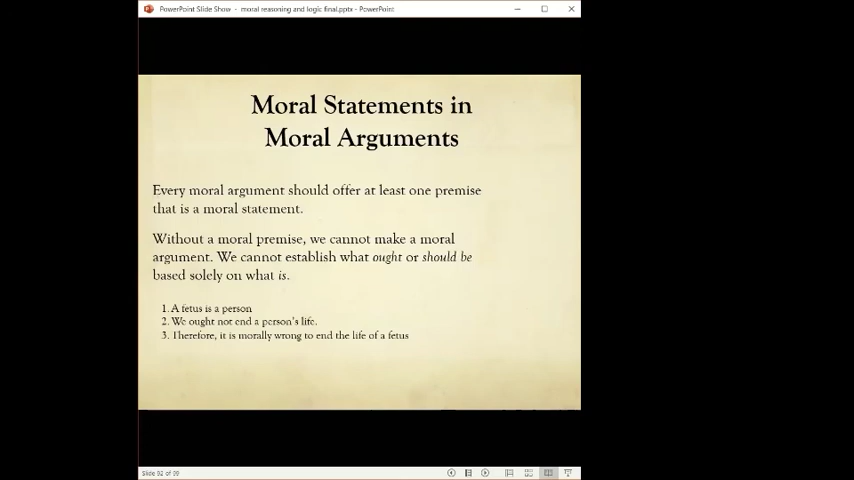 PowerPoint Slide Show - moral reasoning and logic final.pptx - PowerPoint
Moral Statements in
Moral Arguments
Every moral argument should offer at least one premise
that is a moral statement.
Without a moral premise, we cannot make a moral
argument. We cannot establish what ought or should be
based solely on what is.
1. A fetus is a person
2. We ought not end a person's life.
3. Therefore, it is morally wrong to end the life of a fetus
Slide of